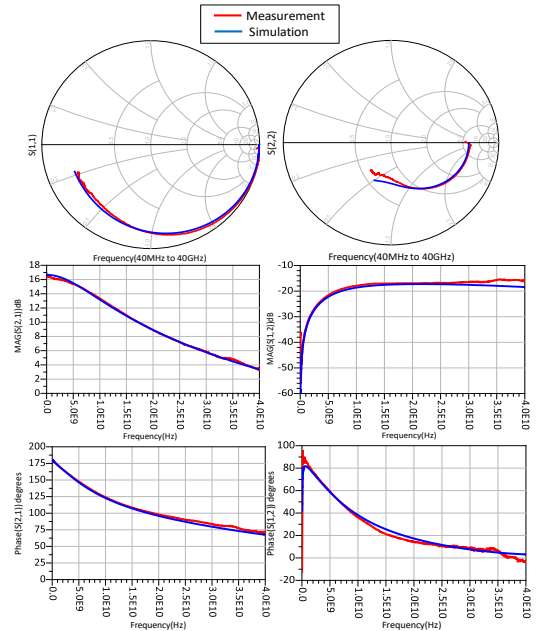 Measurement
Simulation
S(1,1)
S(2,2)
Frequency(40MHz to 40GHz)
Frequency(40MHz to 40GHz)
MAG(S(2,1))dB
18
16
14
12
10
8
6
4
2
0
0.0
5.0E9
1.0E10
1.5E10
2.0E10
2.5E10
3.0E10
3.5E10
4.0E10
Frequency(Hz)
MAG(S(1,2)dB
-10
-20
-30
-40
-50
-60
0.0
5.0E9
1.0E10
1.5E10
2.0E10
2.5E10
3.0E10
3.5E10
4.0E10
Frequency(Hz)
Phase(S(2,1)) degrees
200
175
150
125
100
75
50
25
0
0.0
5.0E9
1.0E10
1.5E10
2.0E10
2.5E10
3.0E10
3.5E10
4.0E10
Frequency(Hz)
Phase(S(1,2)) degrees
100
80
60
40
20
0
-20
0.0
5.0E9
1.0E10
1.5E10
2.0E10
2.5E10
3.0E10
3.5E10
4.0E10
Frequency(Hz)